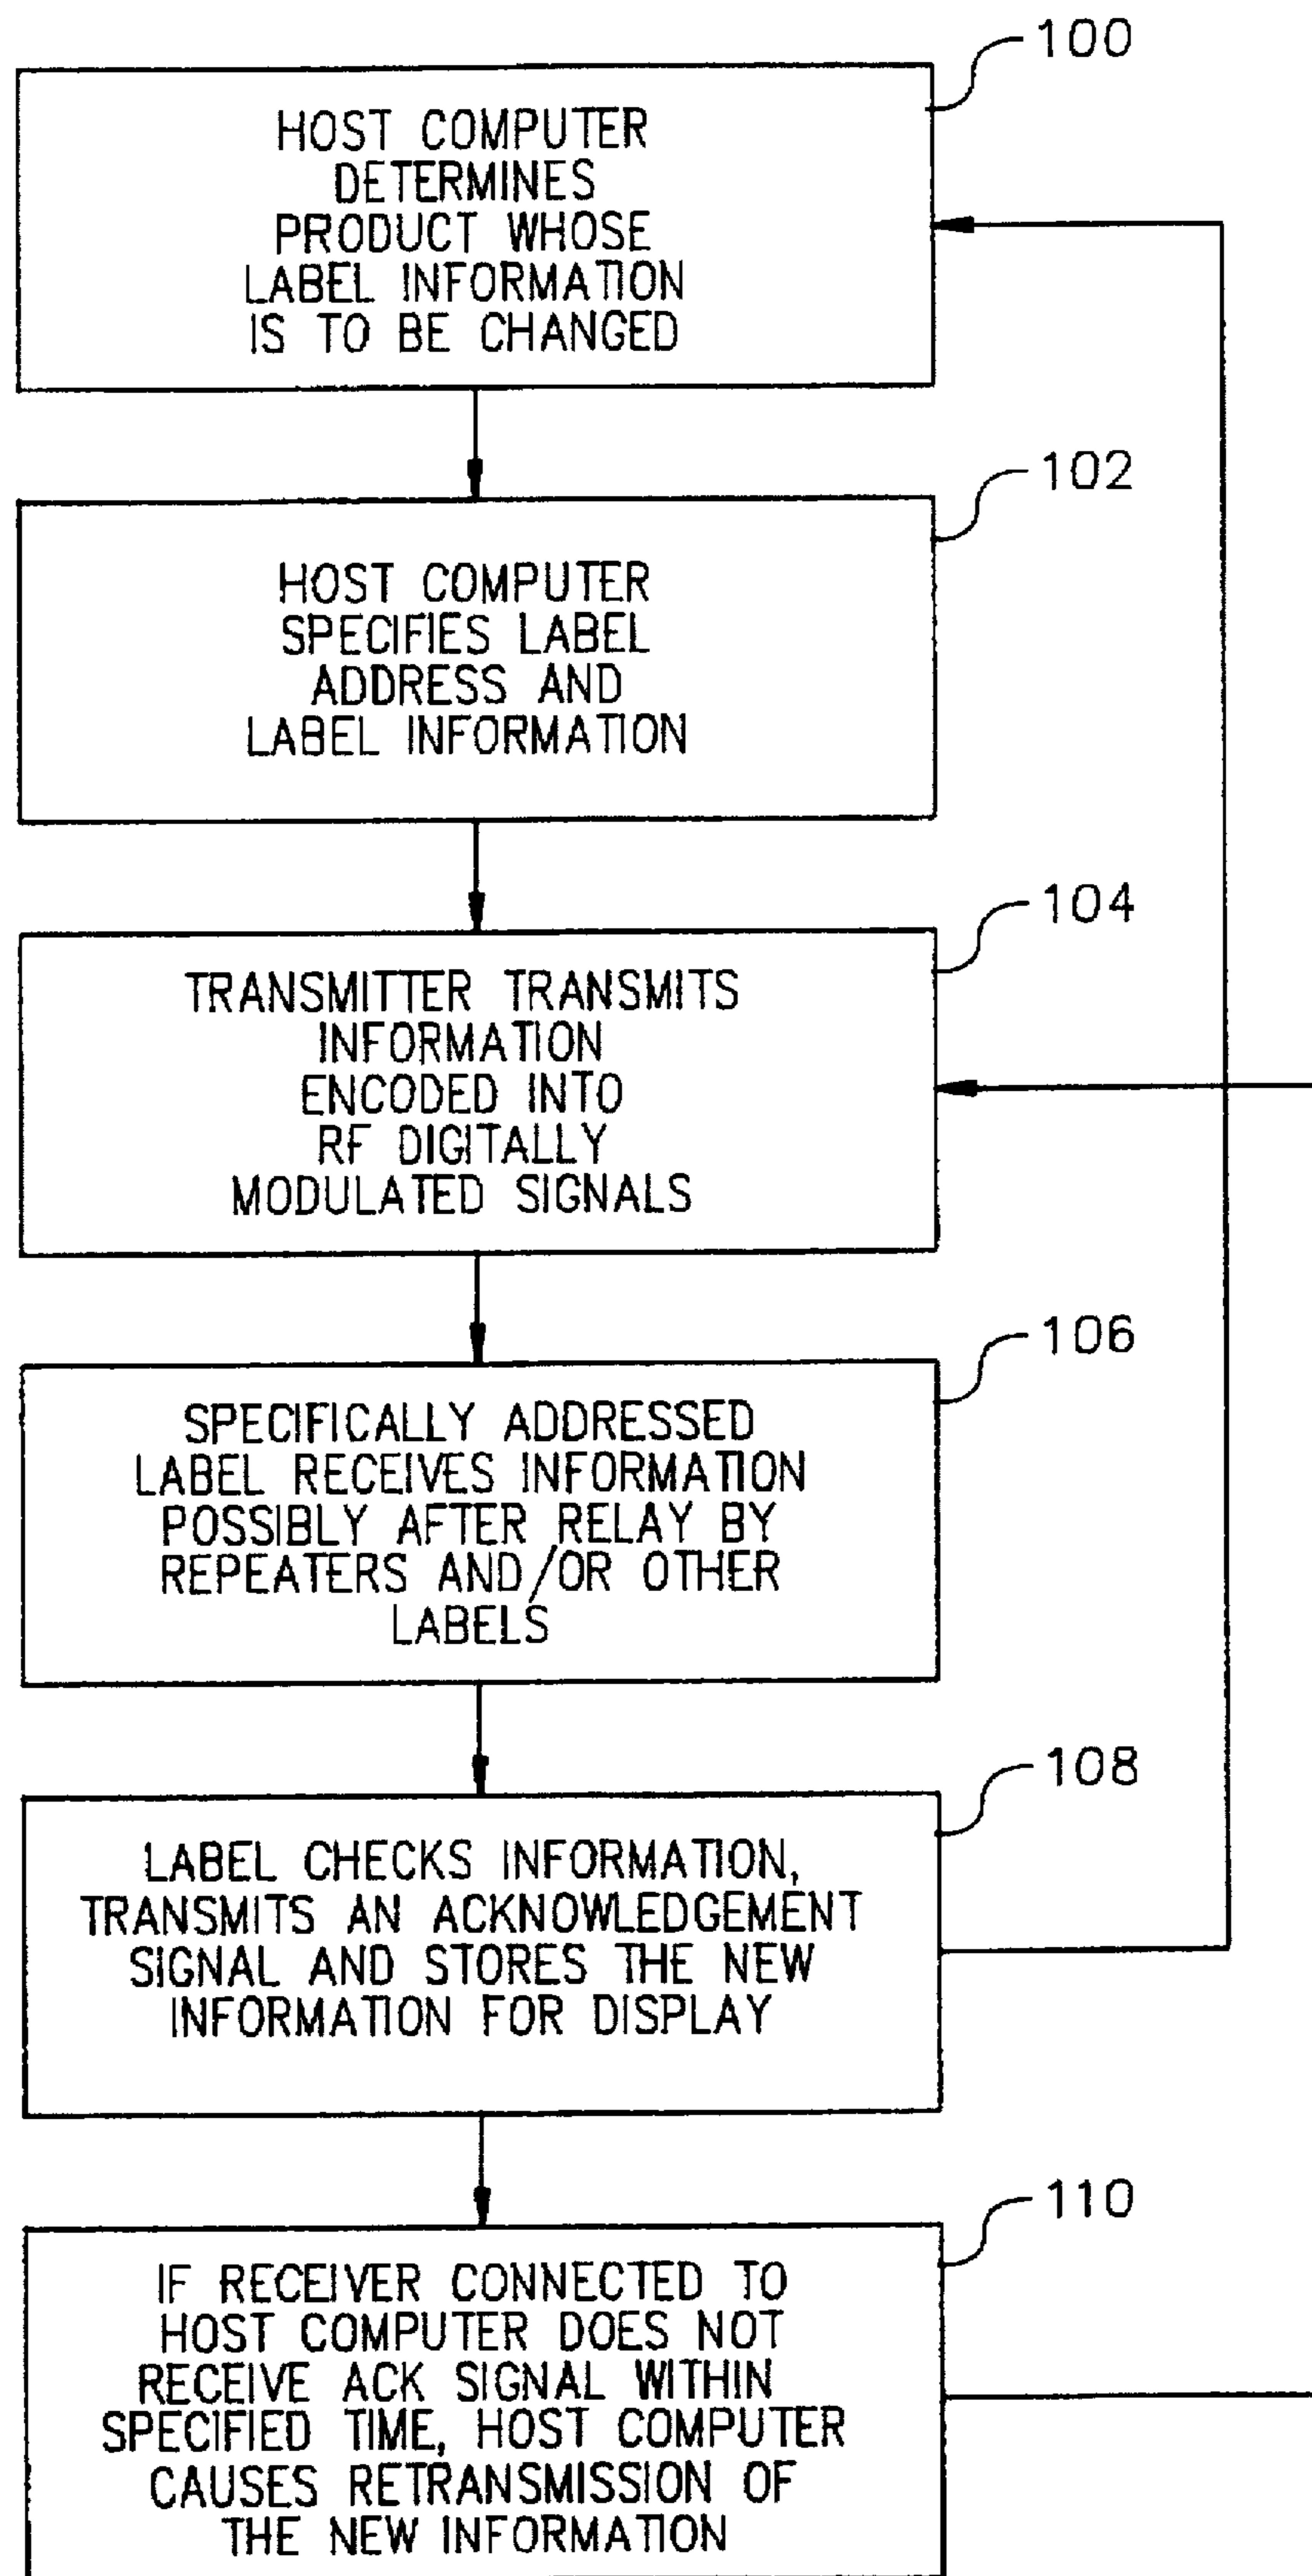 100
HOST COMPUTER
DETERMINES
PRODUCT WHOSE
LABEL INFORMATION
IS TO BE CHANGED
102
HOST COMPUTER
SPECIFIES LABEL
ADDRESS AND
LABEL INFORMATION
104
TRANSMITTER TRANSMITS
INFORMATION
ENCODED INTO
RF DIGITALLY
MODULATED SIGNALS
106
SPECIFICALLY ADDRESSED
LABEL RECEIVES INFORMATION
POSSIBLY AFTER RELAY BY
REPEATERS AND/OR OTHER
LABELS
108
LABEL CHECKS INFORMATION,
TRANSMITS AN ACKNOWLEDGEMENT
SIGNAL AND STORES THE NEW
INFORMATION FOR DISPLAY
110
IF RECEIVER CONNECTED TO
HOST COMPUTER DOES NOT
RECEIVE ACK SIGNAL WITHIN
SPECIFIED TIME, HOST COMPUTER
CAUSES RETRANSMISSION OF
THE NEW INFORMATION